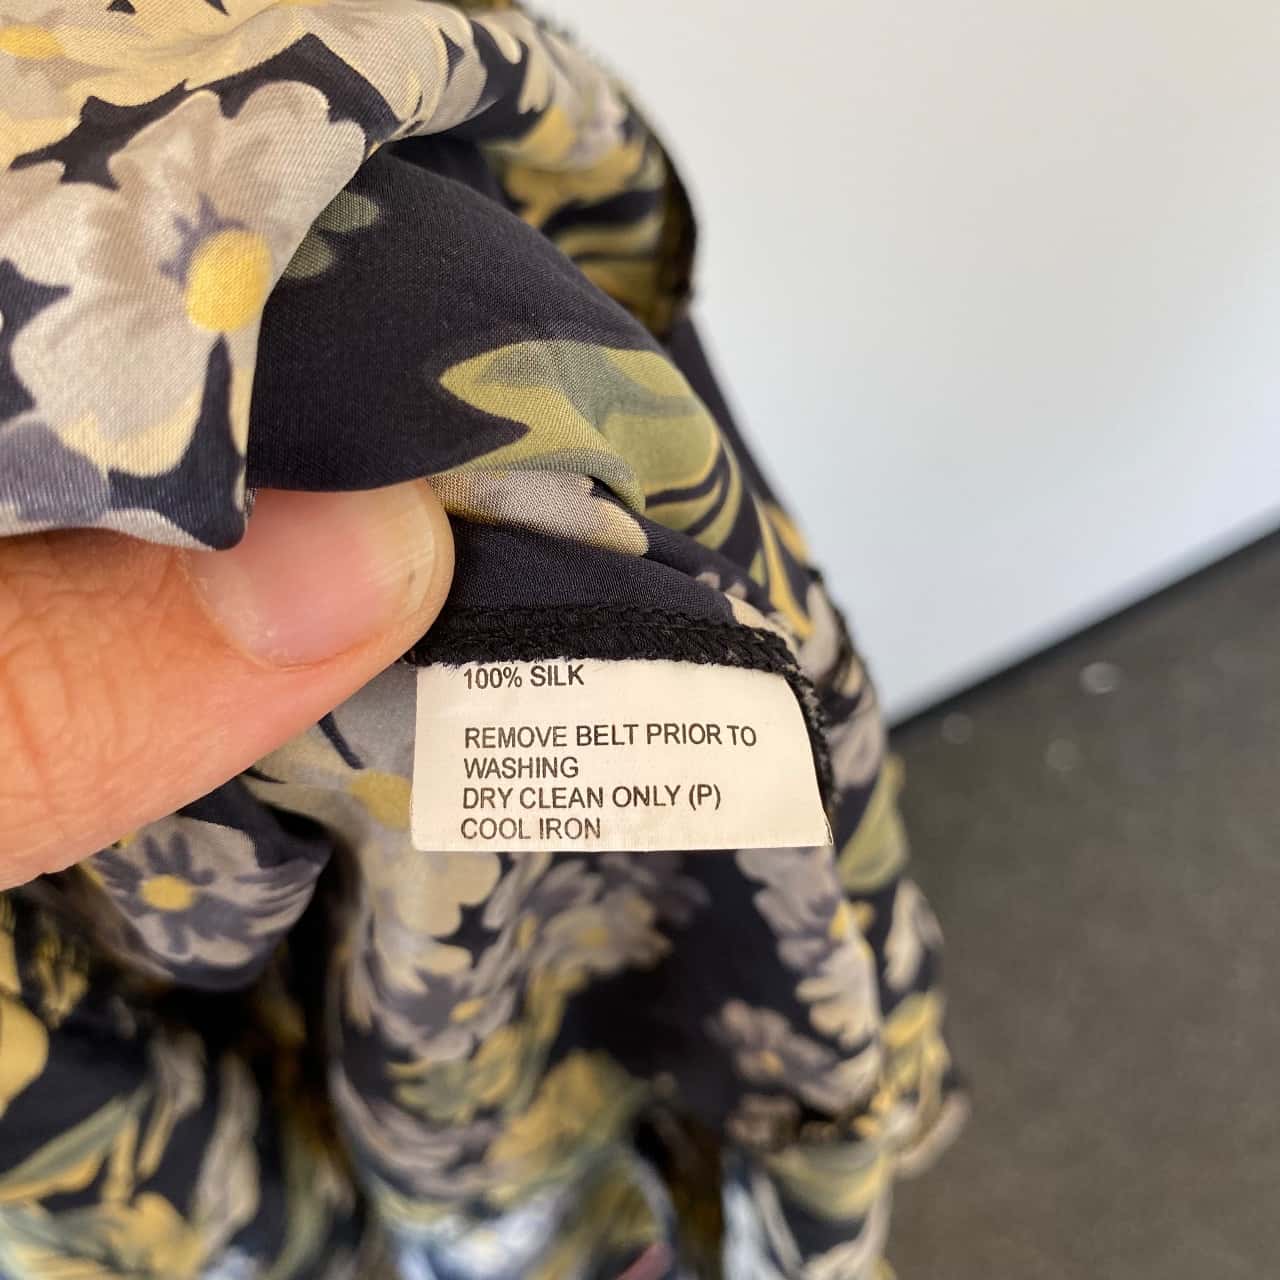 100% SILK
REMOVE BELT PRIOR TO
WASHING
DRY CLEAN ONLY (P)
COOL IRON